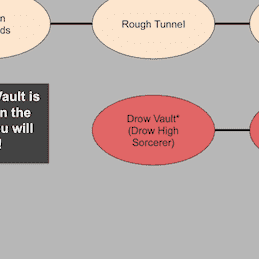 n
ds
Rough Tunnel
Vault is
n the
u will
!
Drow Vault*
(Drow High
Sorcerer)